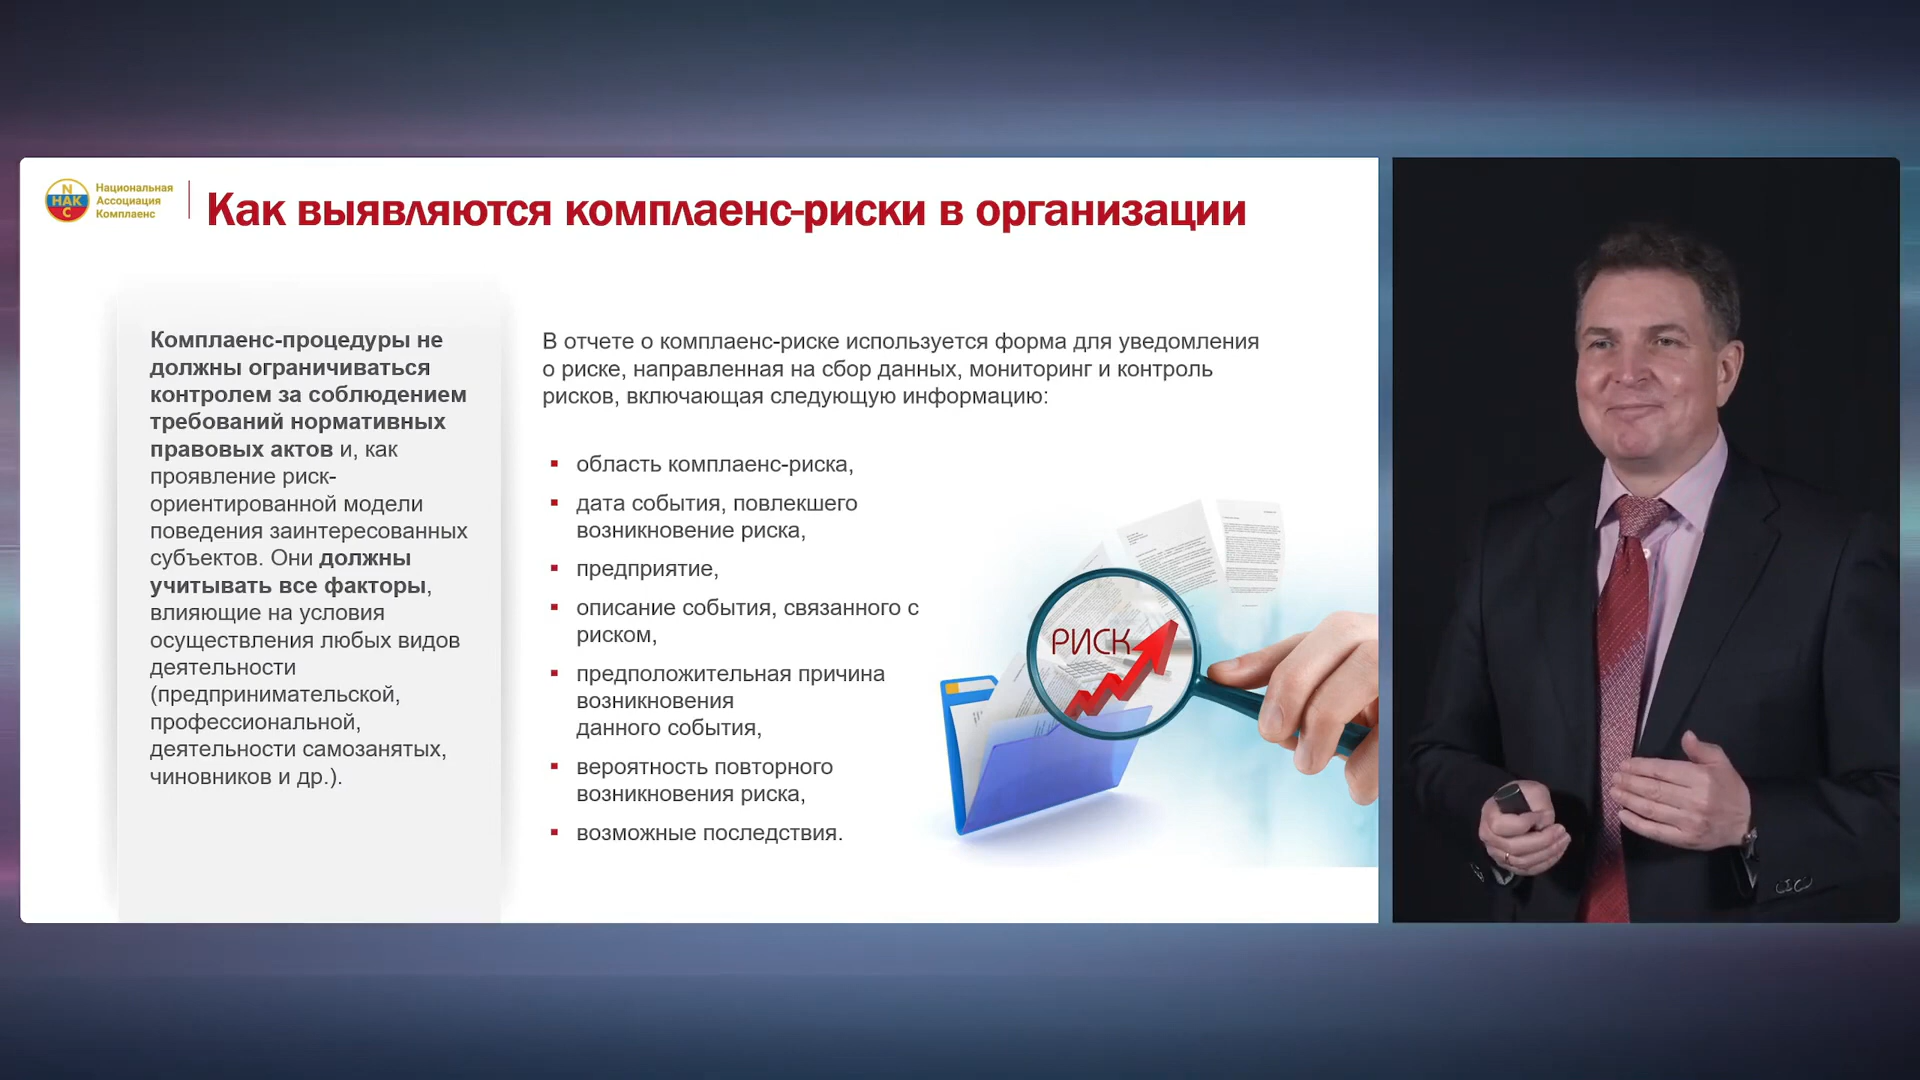 N
НАК
С
Национальная
Ассоциация
Комплаенс
Как выявляются комплаенс-риски в организации
Комплаенс-процедуры не
должны ограничиваться
контролем за соблюдением
требований нормативных
правовых актов и, как
проявление риск-
ориентированной модели
поведения заинтересованных
субъектов. Они должны
учитывать все факторы,
влияющие на условия
осуществления любых видов
деятельности
(предпринимательской,
профессиональной,
деятельности самозанятых,
чиновников и др.).
В отчете о комплаенс-риске используется форма для уведомления
о риске, направленная на сбор данных, мониторинг и контроль
рисков, включающая следующую информацию:
область комплаенс-риска,
дата события, повлекшего
возникновение риска,
предприятие,
описание события, связанного с
риском,
предположительная причина
возникновения
данного события,
вероятность повторного
возникновения риска,
возможные последствия.
РИСК